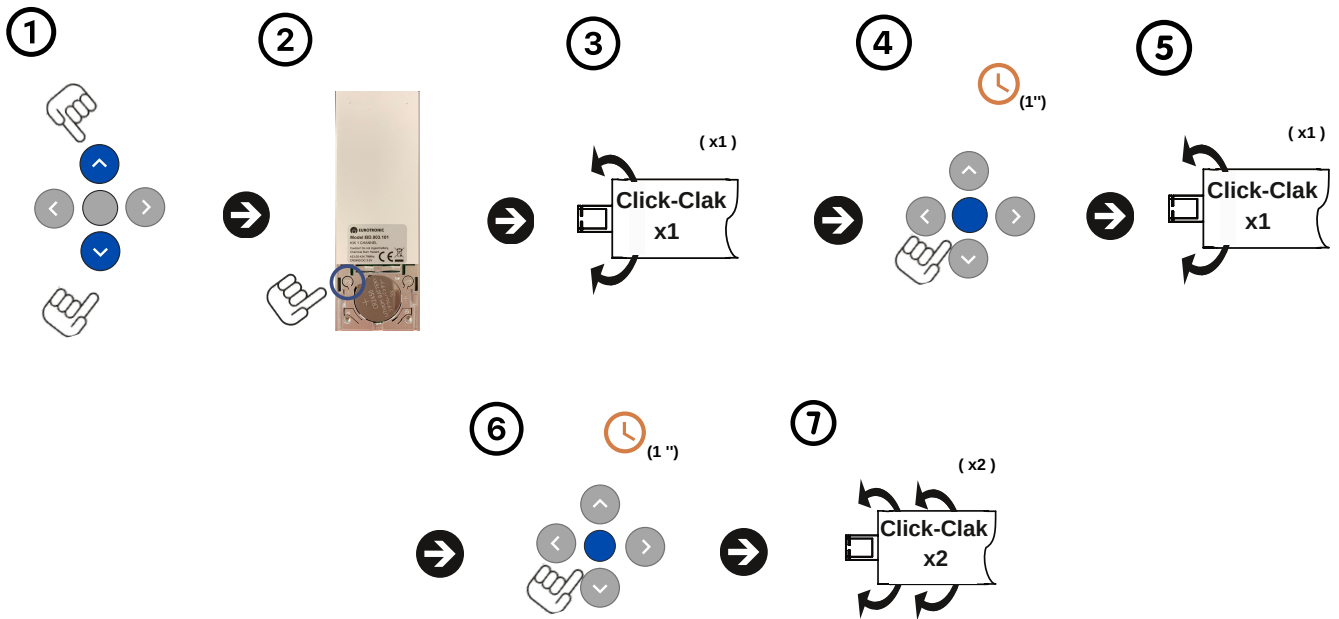 1
2
3
4
5
(1'')
( x1 )
( x1 )
Click-Clak
x1
Click-Clak
x1
EUROTRONIC
CE
6
7
(1 '')
( x2 )
Click-Clak
x2